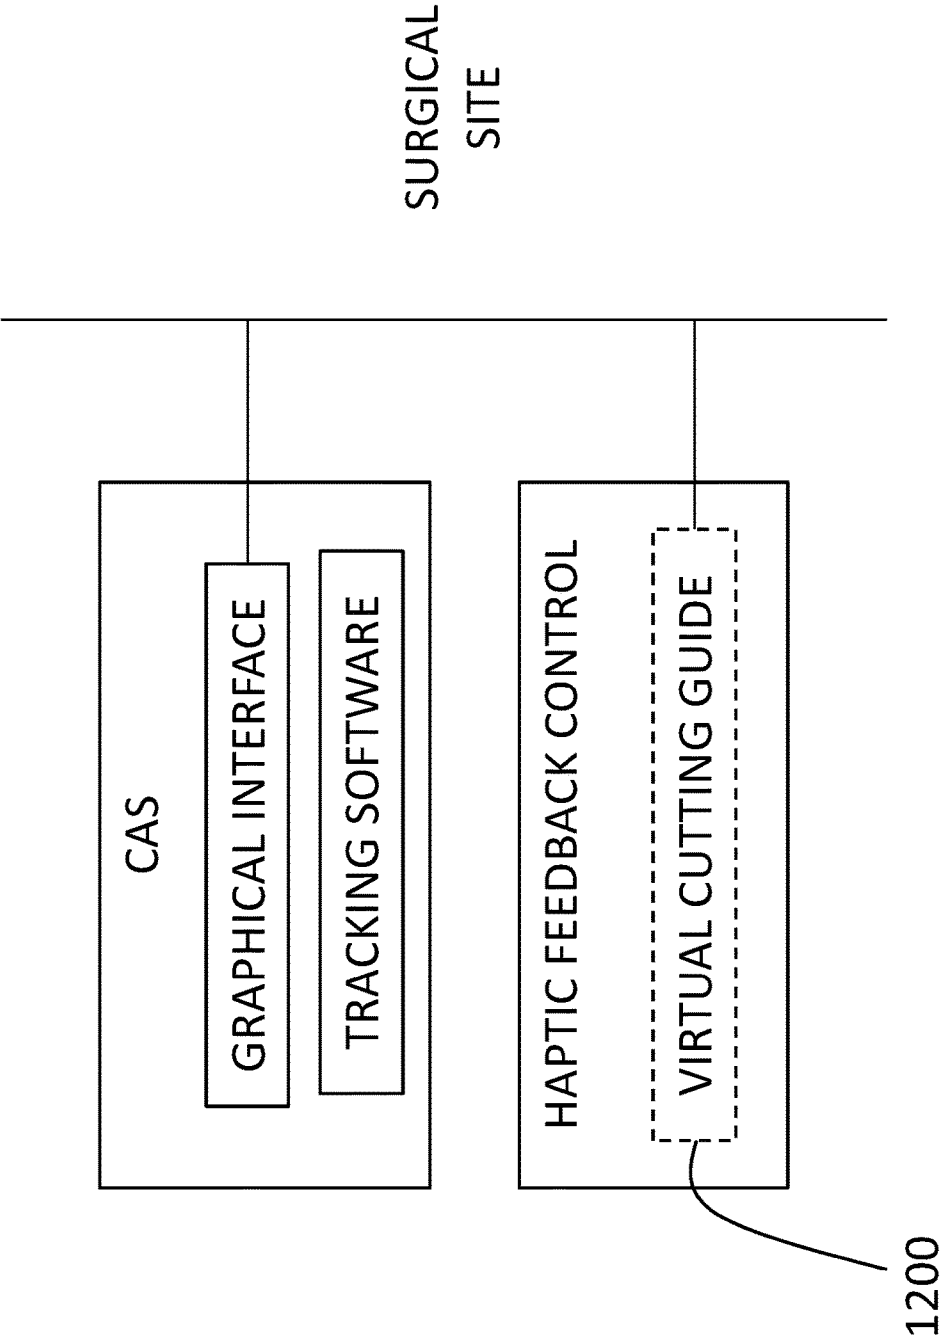 CAS
GRAPHICAL INTERFACE
TRACKING SOFTWARE
HAPTIC FEEDBACK CONTROL
VIRTUAL CUTTING GUIDE
1200
SURGICAL
SITE